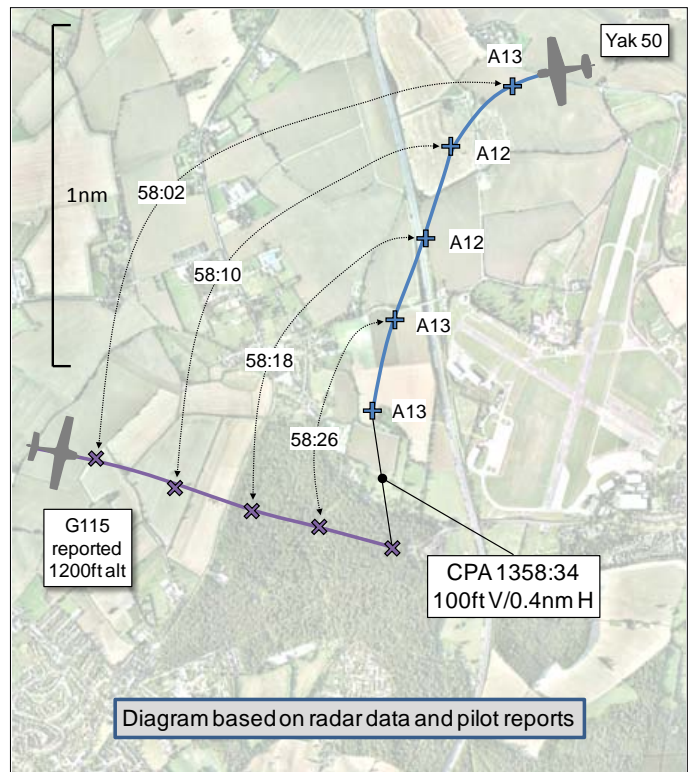 Yak 50
A13
A12
1nm
58:02
A12
58:10
A13
58:18
A13
58:26
G115
reported
1200ft alt
CPA 1358:34
100ft V/0.4nm H
Diagram based on radar data and pilot reports